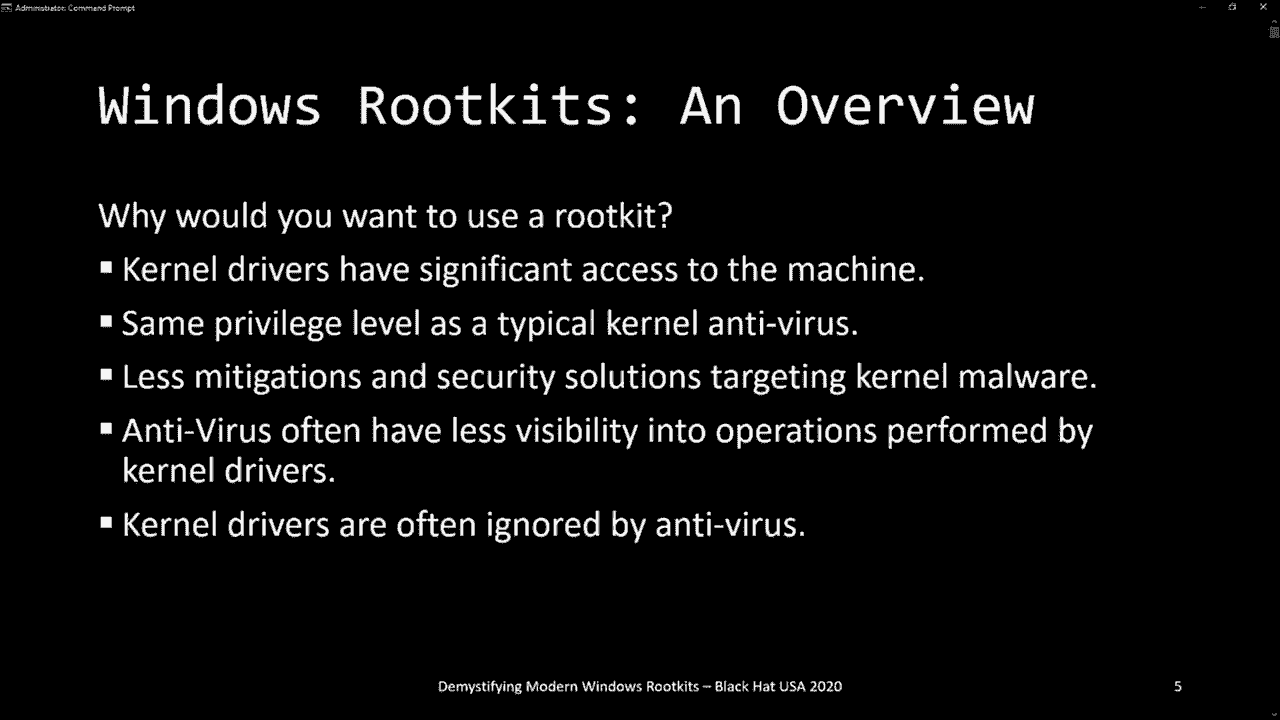 Administrator: Command Prompt
Windows Rootkits: An Overview
Why would you want to use a rootkit?
▪ Kernel drivers have significant access to the machine.
▪ Same privilege level as a typical kernel anti-virus.
▪ Less mitigations and security solutions targeting kernel malware.
▪ Anti-Virus often have less visibility into operations performed by
kernel drivers.
▪ Kernel drivers are often ignored by anti-virus.
Demystifying Modern Windows Rootkits – Black Hat USA 2020
5